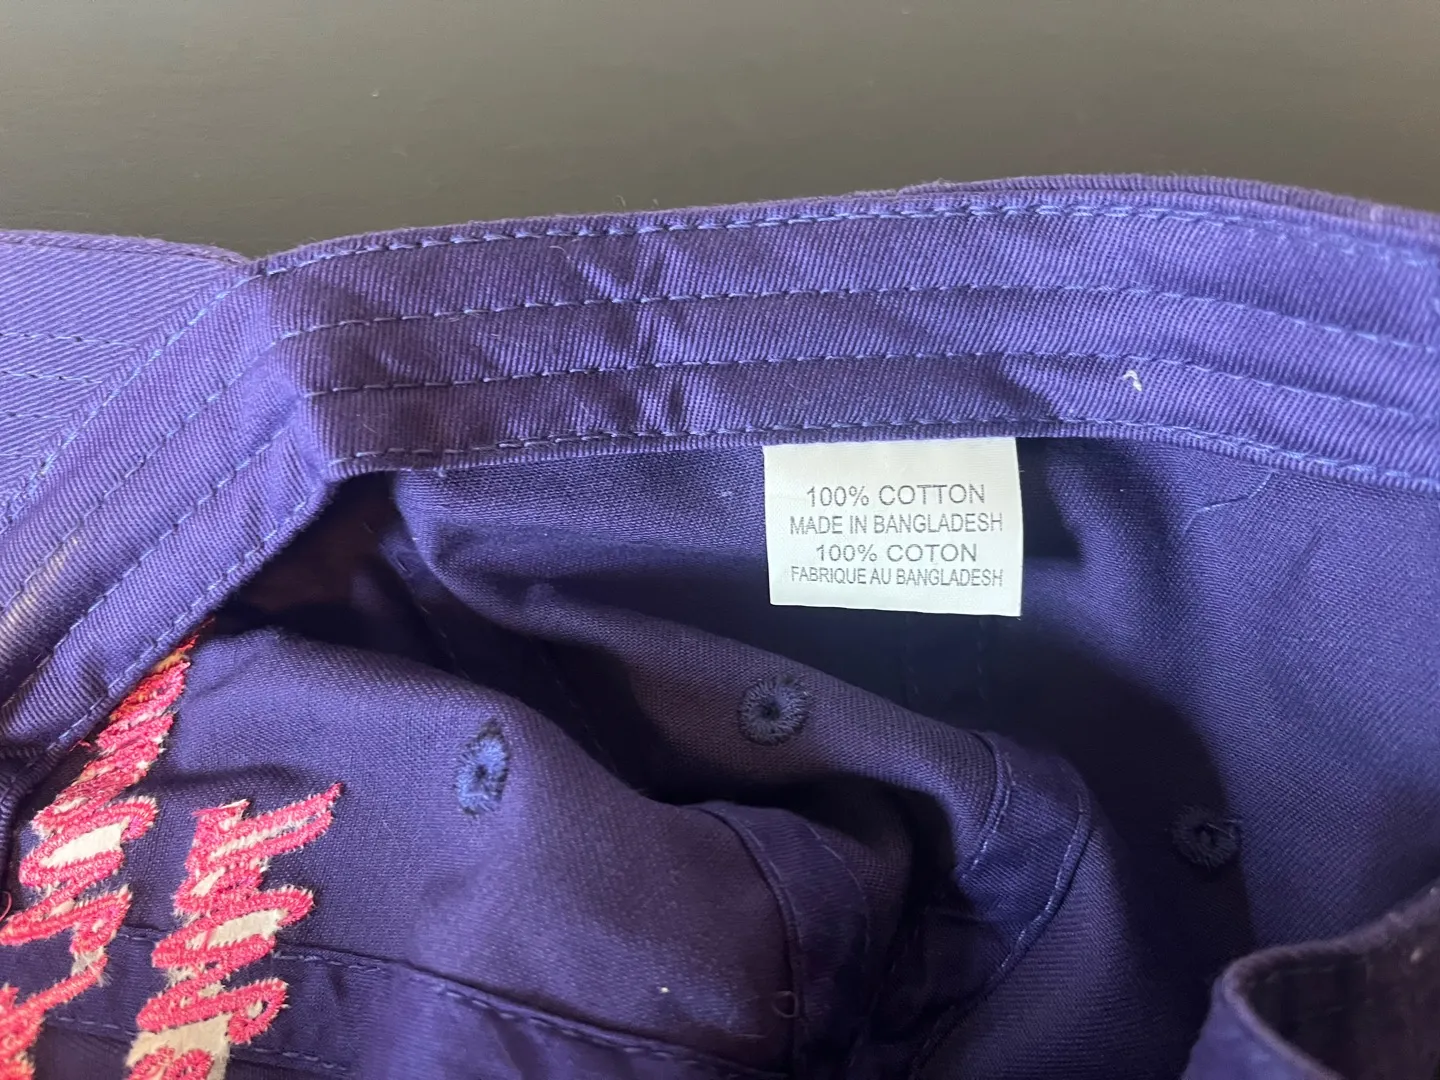 100% COTTON
MADE IN BANGLADESH
100% COTON
FABRIQUE AU BANGLADESH